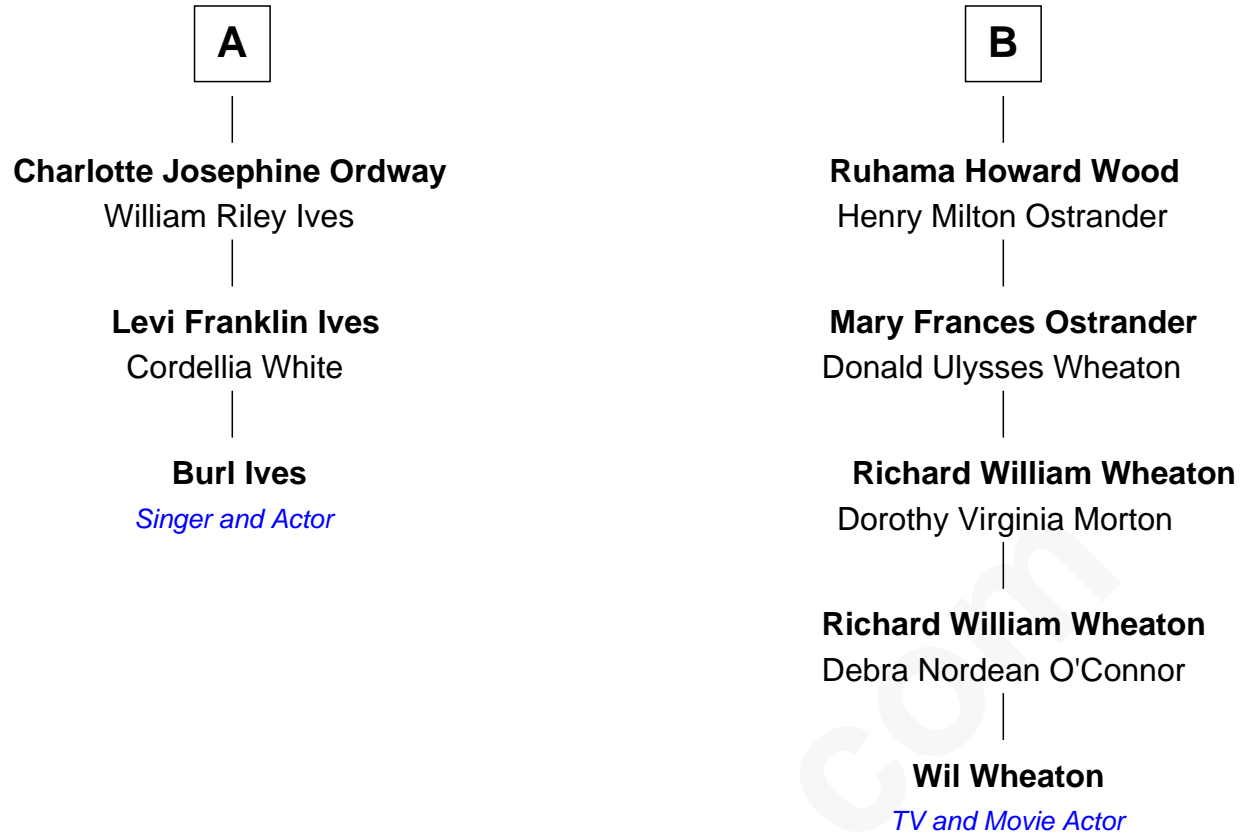 A
Charlotte Josephine Ordway
William Riley Ives
Levi Franklin Ives
Cordellia White
Burl Ives
Singer and Actor
B
Ruhama Howard Wood
Henry Milton Ostrander
Mary Frances Ostrander
Donald Ulysses Wheaton
Richard William Wheaton
Dorothy Virginia Morton
Richard William Wheaton
Debra Nordean O'Connor
Wil Wheaton
TV and Movie Actor
com